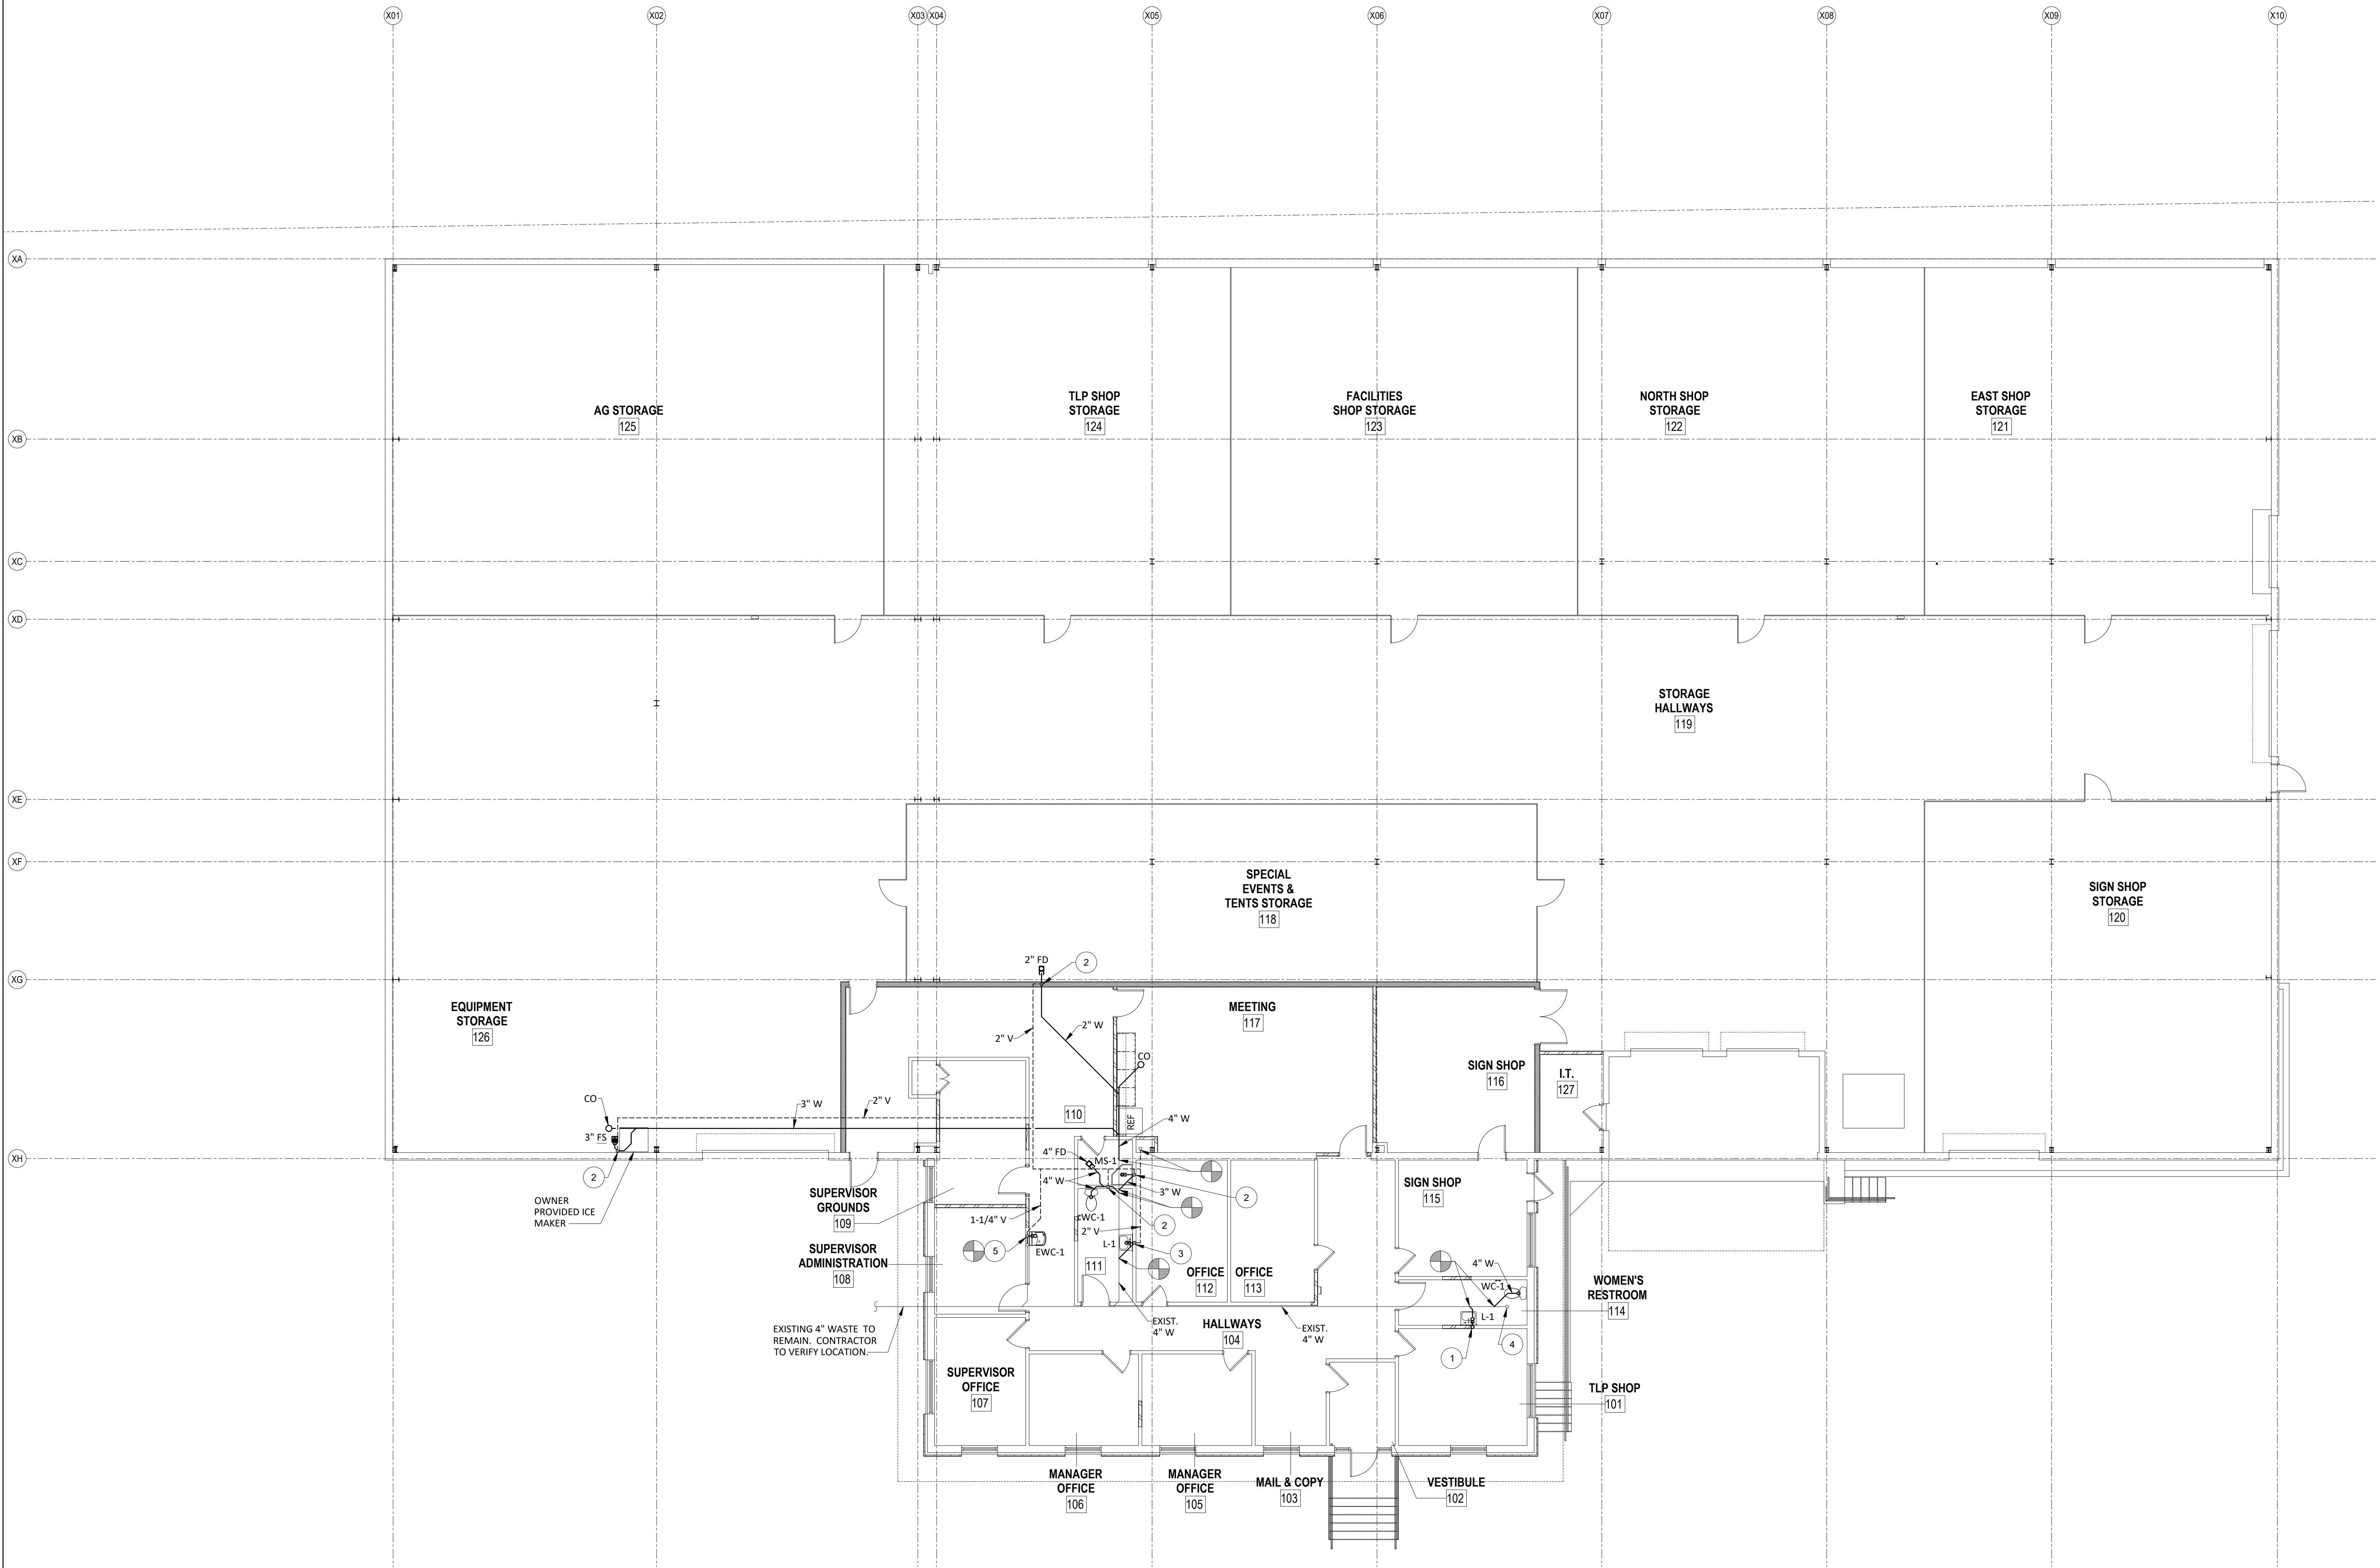 X01
X02
X03
X04
X05
X06
X07
X08
X09
X10
XA
XB
XC
XD
XE
XF
XG
XH
AG STORAGE
125
TLP SHOP
STORAGE
124
FACILITIES
SHOP STORAGE
123
NORTH SHOP
STORAGE
122
EAST SHOP
STORAGE
121
STORAGE
HALLWAYS
119
SPECIAL
EVENTS &
TENTS STORAGE
118
SIGN SHOP
STORAGE
120
2" FD
2
EQUIPMENT
STORAGE
126
MEETING
117
2" W
2" V
CO
SIGN SHOP
116
I.T.
127
CO
3" W
2" V
110
REF
4" W
3" FS
2
4" FD
MS-1
4" W
3" W
2
OWNER
PROVIDED ICE
MAKER
SUPERVISOR
GROUNDS
109
SIGN SHOP
115
1-1/4" V
WC-1
2
2" V
SUPERVISOR
ADMINISTRATION
108
5
EWC-1
L-1
3
111
OFFICE
112
OFFICE
113
4" W
WC-1
L-1
WOMEN'S
RESTROOM
114
EXISTING 4" WASTE TO
REMAIN. CONTRACTOR
TO VERIFY LOCATION.
EXIST.
4" W
HALLWAYS
104
EXIST.
4" W
1
4
SUPERVISOR
OFFICE
107
TLP SHOP
101
MANAGER
OFFICE
106
MANAGER
OFFICE
105
MAIL & COPY
103
VESTIBULE
102